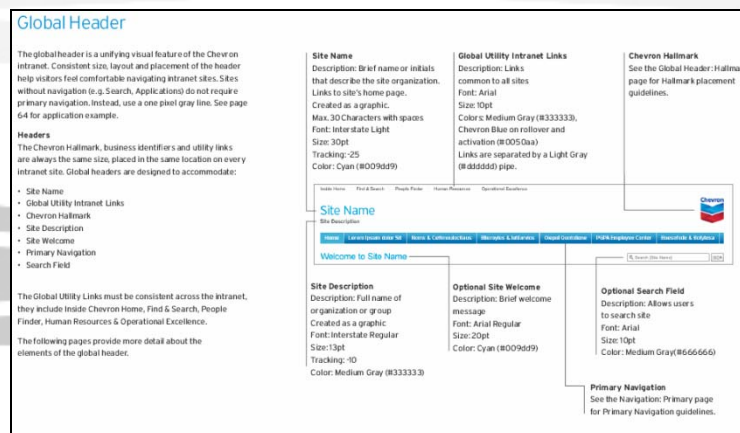 Global Header
The global header is a unifying visual feature of the Chevron
intranet. Consistent size, layout and placement of the header
help visitors feel comfortable navigating intranet sites. Sites
without navigation (e.g. Search, Applications) do not require
primary navigation. Instead, use a one pixel gray line. See page
64 for application example.
Headers
The Chevron Hallmark, business identifiers and utility links
are always the same size, placed in the same location on every
intranet site. Global headers are designed to accommodate:
• Site Name
• Global Utility Intranet Links
• Chevron Hallmark
• Site Description
• Site Welcome
• Primary Navigation
• Search Field
The Global Utility Links must be consistent across the intranet,
they include Inside Chevron Home, Find & Search, People
Finder, Human Resources & Operational Excellence.
The following pages provide more detail about the
elements of the global header.
Site Name
Description: Brief name or initials
that describe the site organization.
Links to site's home page.
Created as a graphic.
Max. 30 Characters with spaces
Font: Interstate Light
Size: 30pt
Tracking: -25
Color: Cyan (#009dd9)
Global Utility Intranet Links
Description: Links
common to all sites
Font: Arial
Size: 10pt
Colors: Medium Gray (#333333),
Chevron Blue on rollover and
activation (#0050aa)
Links are separated by a Light Gray
(#dddddd) pipe.
Chevron Hallmark
See the Global Header: Hallma
page for Hallmark placement
guidelines.
Inside Home Find & Search People Finder Human Resources Operational Excellence
Site Name
Site Description
Chevron
Home Lorem Ipsum dolor Sit
Welcome to Site Name
Search
Site Description
Description: Full name of
organization or group
Created as a graphic
Font: Interstate Regular
Size: 13pt
Tracking: -10
Color: Medium Gray (#333333)
Optional Site Welcome
Description: Brief welcome
message
Font: Arial Regular
Size: 20pt
Color: Cyan (#009dd9)
Optional Search Field
Description: Allows users
to search site
Font: Arial
Size: 10pt
Color: Medium Gray(#666666)
Primary Navigation
See the Navigation: Primary page
for Primary Navigation guidelines.